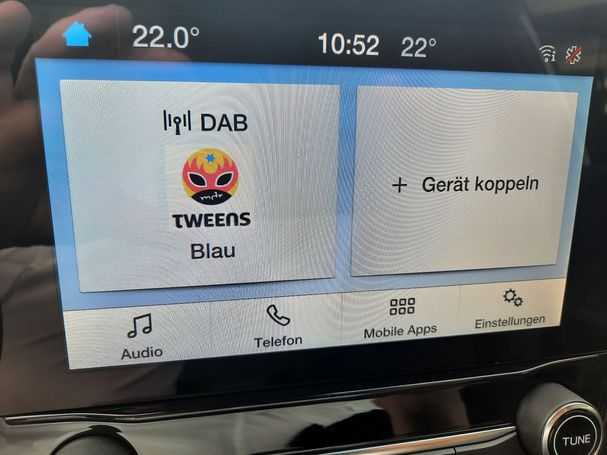 22.0°
10:52
22°
DAB
mdr
TWEENS
Blau
+ Gerät koppeln
Audio
Telefon
Mobile Apps
Einstellungen
TUNE